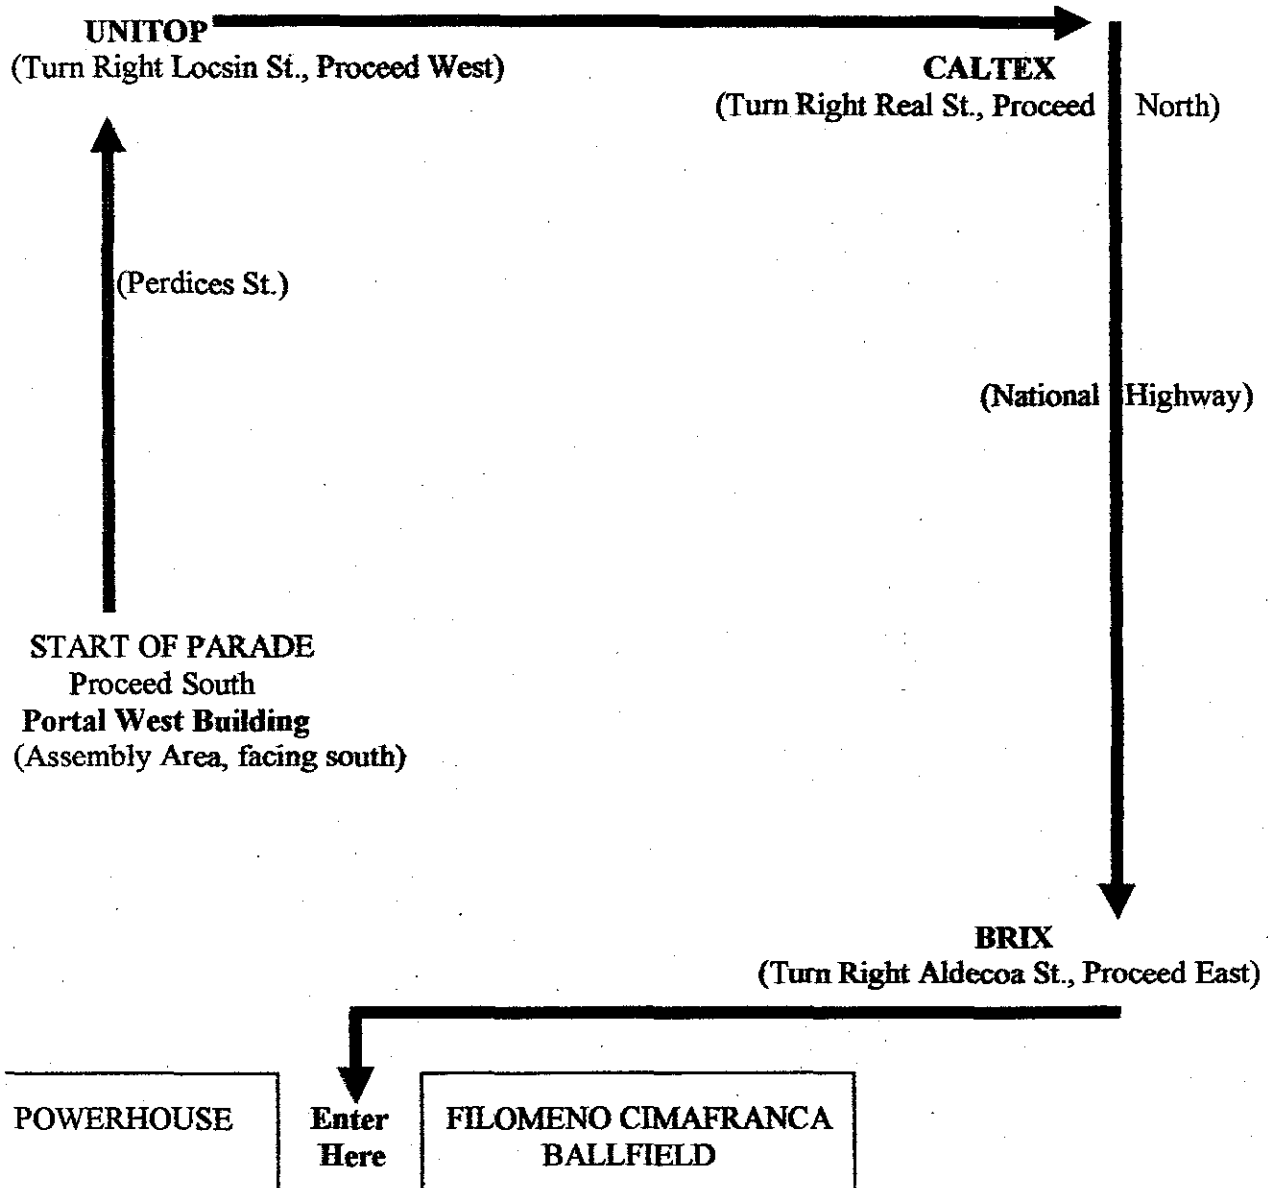 UNITOP
(Turn Right Locsin St., Proceed West)
CALTEX
(Turn Right Real St., Proceed North)
(Perdices St.)
(National Highway)
START OF PARADE
Proceed South
Portal West Building
(Assembly Area, facing south)
BRIX
(Turn Right Aldecoa St., Proceed East)
POWERHOUSE
Enter
Here
FILOMENO CIMAFRANCA
BALLFIELD